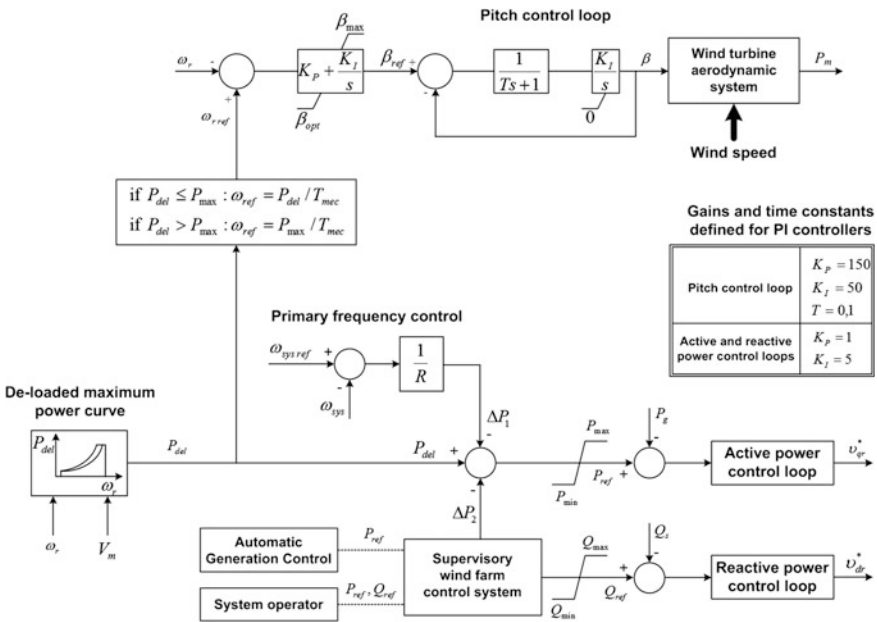 Pitch control loop
β_max
ω_r
-
+
ω_r ref
K_P + K_I/s
β_opt
β_ref
+
-
1/(Ts+1)
K_I/s
0
β
Wind turbine
aerodynamic
system
P_m
Wind speed
if P_del ≤ P_max : ω_ref = P_del / T_mec
if P_del > P_max : ω_ref = P_max / T_mec
Gains and time constants
defined for PI controllers
Pitch control loop
K_P = 150
K_I = 50
T = 0,1
Active and reactive
power control loops
K_P = 1
K_I = 5
Primary frequency control
ω_sys ref
+
-
ω_sys
1/R
ΔP_1
-
De-loaded maximum
power curve
P_del
ω_r
ω_r
V_m
P_del
P_del
+
-
ΔP_2
P_max
P_min
P_ref
+
P_g
-
Active power
control loop
υ*_qr
Automatic
Generation Control
P_ref
System operator
P_ref, Q_ref
Supervisory
wind farm
control system
Q_max
Q_min
Q_ref
+
Q_s
-
Reactive power
control loop
υ*_dr